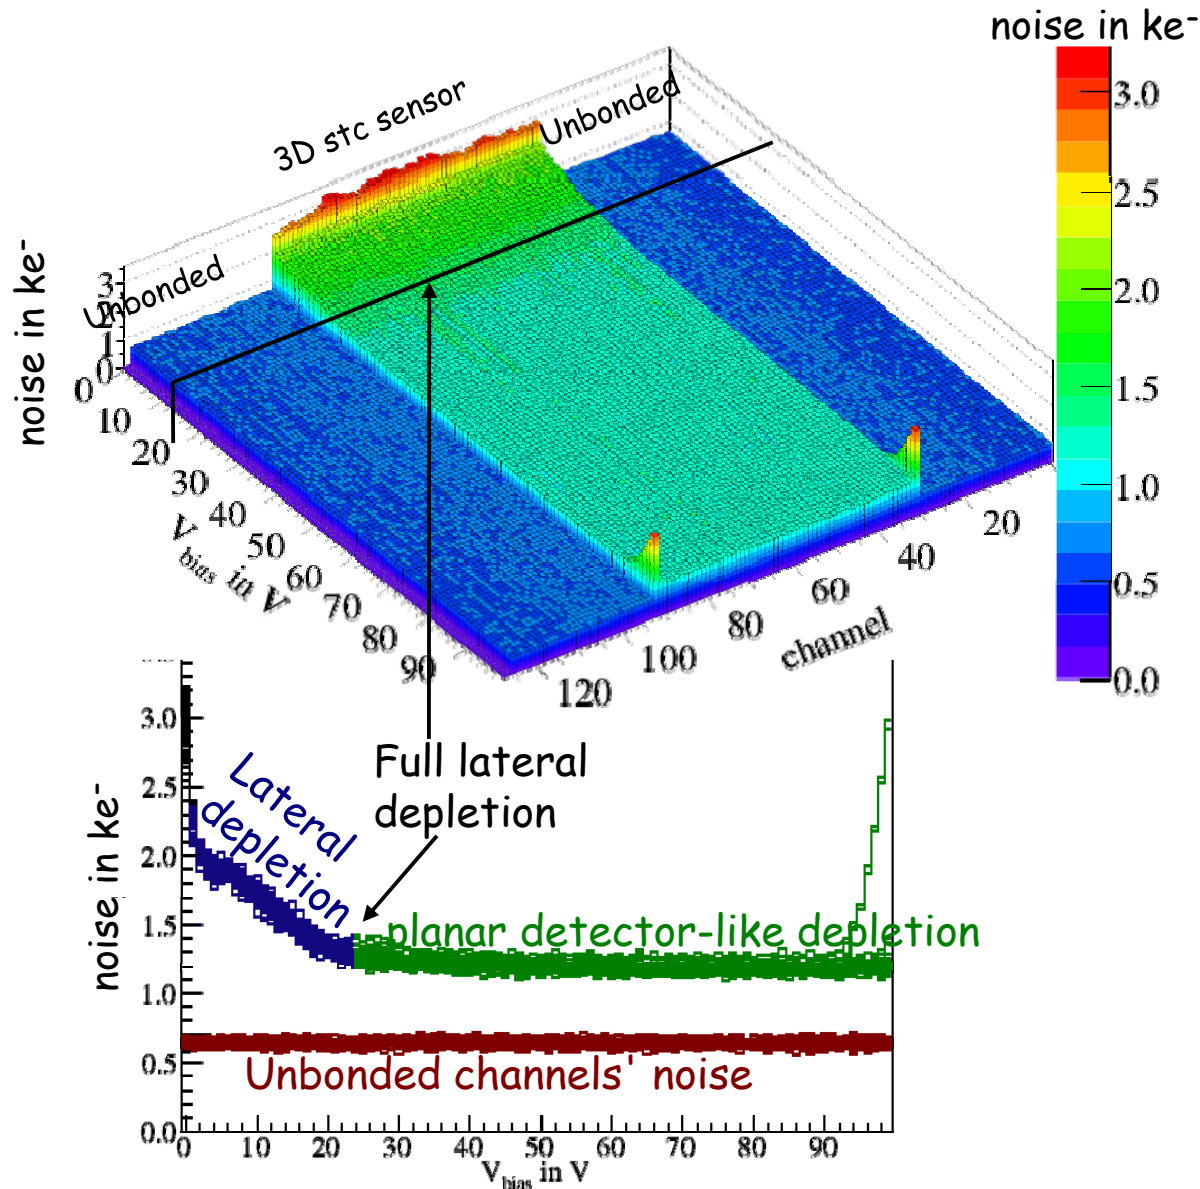 noise in ke-
3D stc sensor
Unbonded
Unbonded
noise in ke-
3
1
0
0
10
20
30
40
50
60
70
80
90
V bias in V
120
100
80
60
40
20
channel
3.0
2.5
2.0
1.5
1.0
0.5
0.0
noise in ke-
3.0
2.5
2.0
1.5
1.0
0.5
0.0
Lateral
depletion
Full lateral
depletion
planar detector-like depletion
Unbonded channels' noise
0 10 20 30 40 50 60 70 80 90
Vbias in V